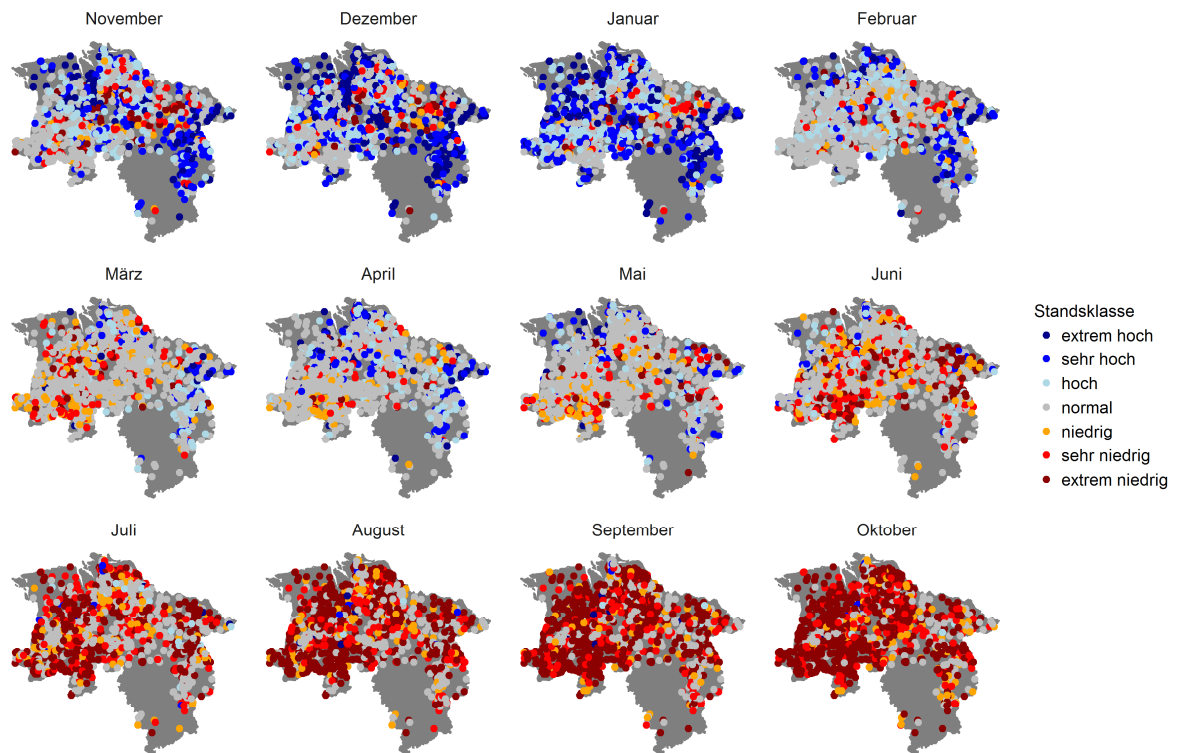 November
Dezember
Januar
Februar
März
April
Mai
Juni
Standsklasse
extrem hoch
sehr hoch
hoch
normal
niedrig
sehr niedrig
extrem niedrig
Juli
August
September
Oktober